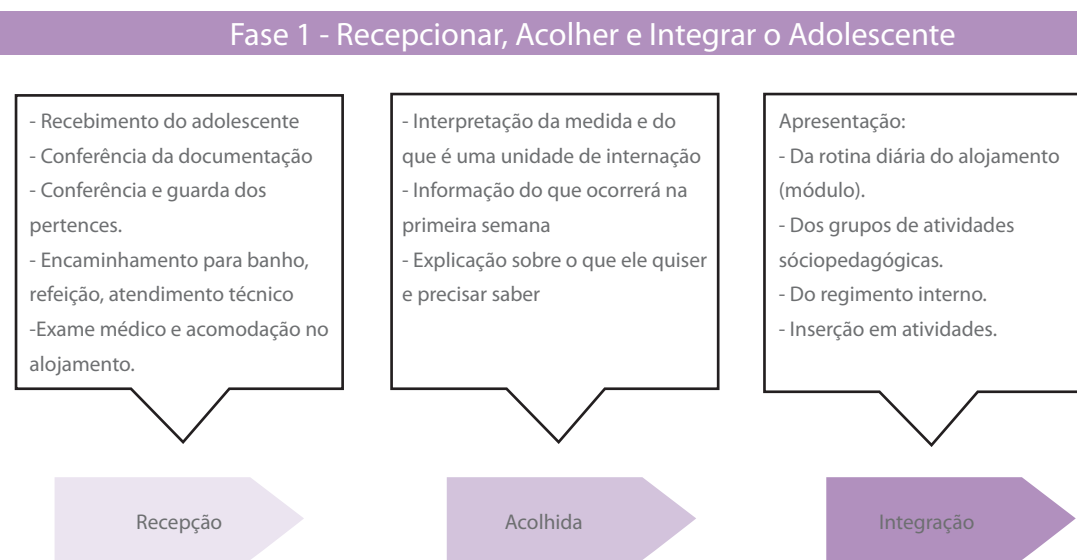 Fase 1 - Recepcionar, Acolher e Integrar o Adolescente
- Recebimento do adolescente
- Conferência da documentação
- Conferência e guarda dos
pertences.
- Encaminhamento para banho,
refeição, atendimento técnico
-Exame médico e acomodação no
alojamento.
- Interpretação da medida e do
que é uma unidade de internação
- Informação do que ocorrerá na
primeira semana
- Explicação sobre o que ele quiser
e precisar saber
Apresentação:
- Da rotina diária do alojamento
(módulo).
- Dos grupos de atividades
sóciopedagógicas.
- Do regimento interno.
- Inserção em atividades.
Recepção
Acolhida
Integração